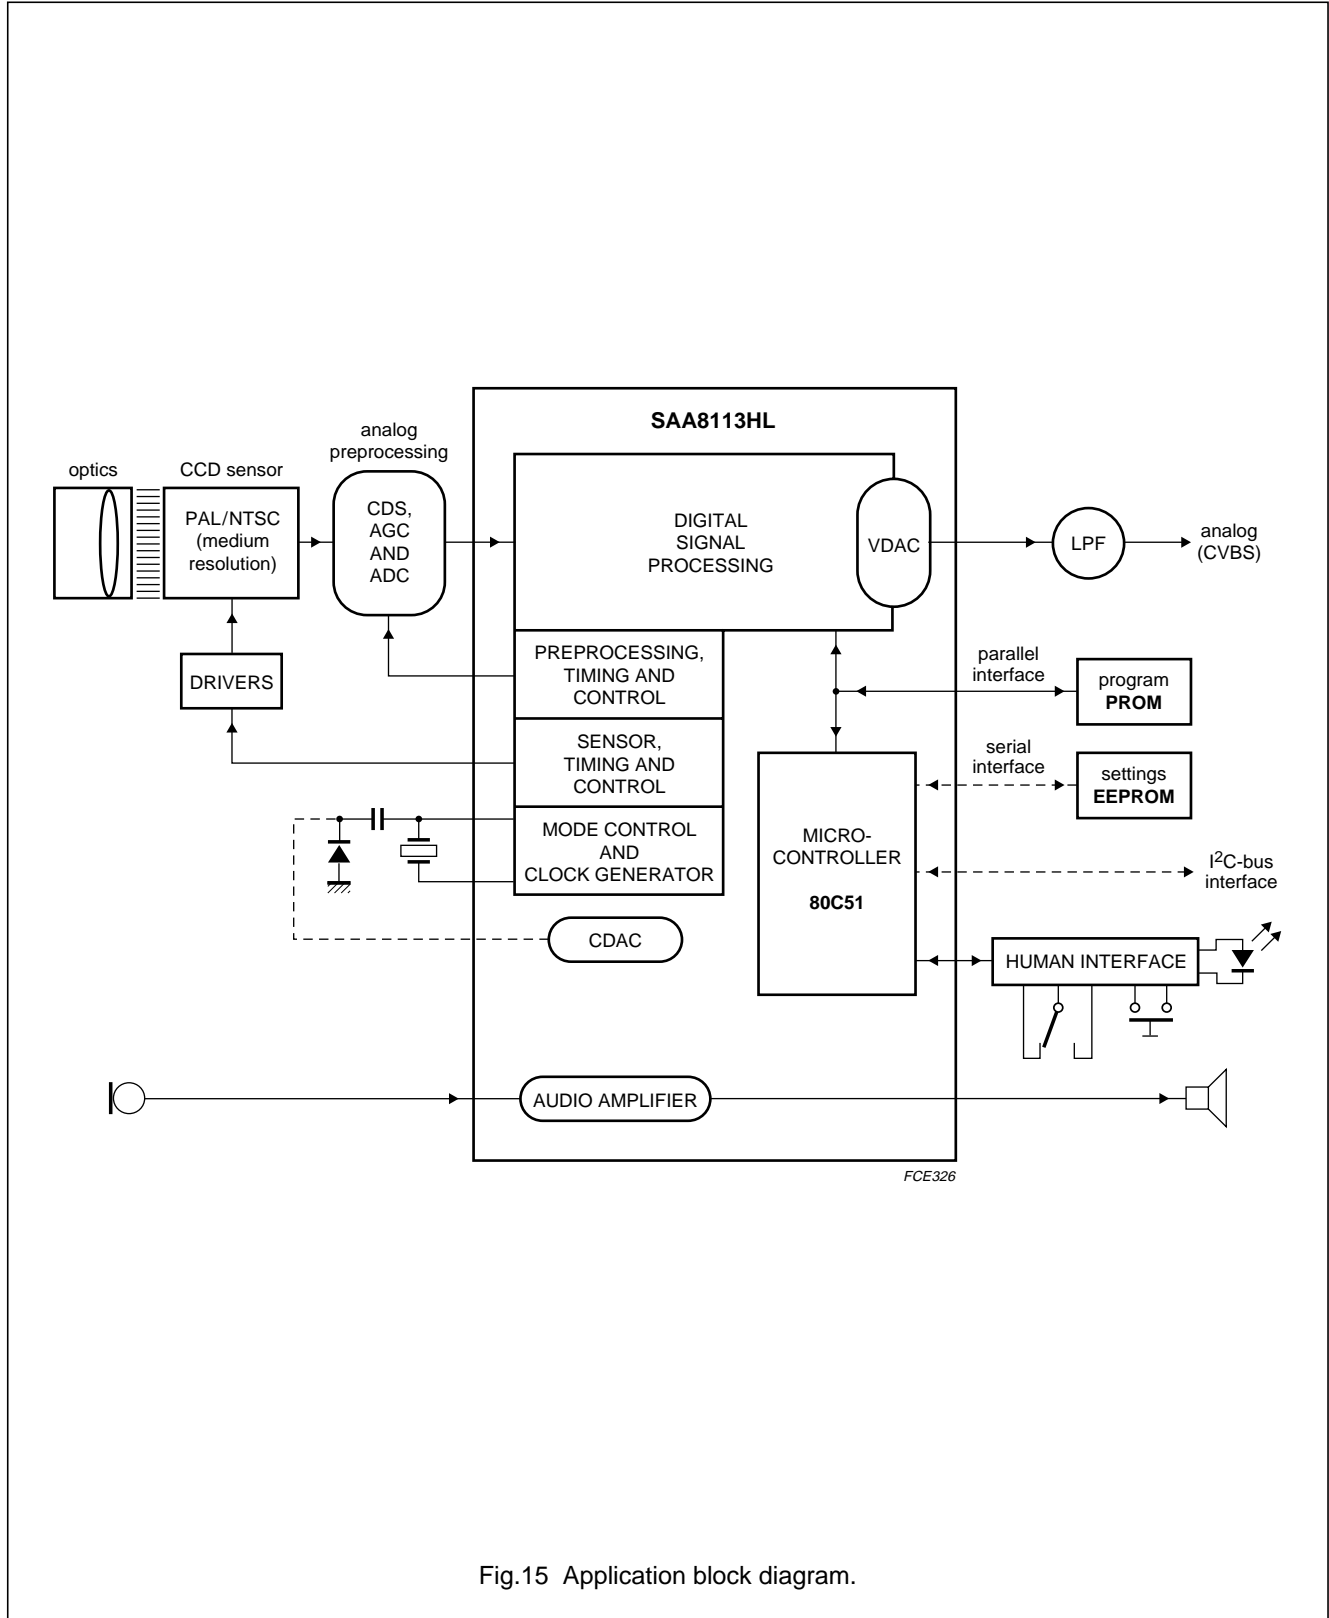 SAA8113HL
analog
preprocessing
optics
CCD sensor
PAL/NTSC
(medium
resolution)
CDS,
AGC
AND
ADC
DIGITAL
SIGNAL
PROCESSING
VDAC
LPF
analog
(CVBS)
DRIVERS
PREPROCESSING,
TIMING AND
CONTROL
parallel
interface
program
PROM
SENSOR,
TIMING AND
CONTROL
serial
interface
settings
EEPROM
MODE CONTROL
AND
CLOCK GENERATOR
MICRO-
CONTROLLER
80C51
I²C-bus
interface
CDAC
HUMAN INTERFACE
AUDIO AMPLIFIER
FCE326
Fig.15 Application block diagram.